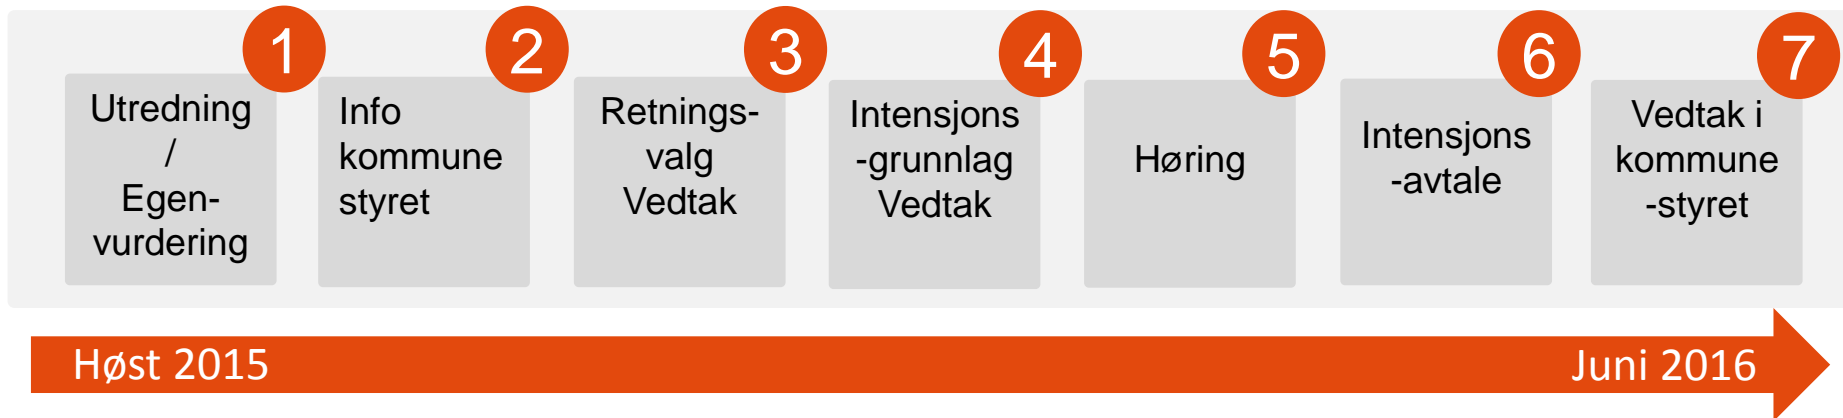 1
Utredning
/
Egen-
vurdering
2
Info
kommune
styret
3
Retnings-
valg
Vedtak
4
Intensjons
-grunnlag
Vedtak
5
Høring
6
Intensjons
-avtale
7
Vedtak i
kommune
-styret
Høst 2015
Juni 2016